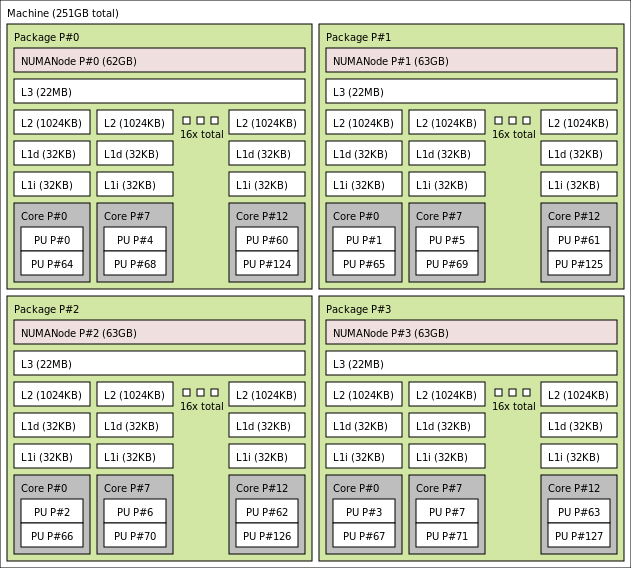 Machine (251GB total)
Package P#0
NUMANode P#0 (62GB)
L3 (22MB)
L2 (1024KB) L2 (1024KB) L2 (1024KB)
16x total
L1d (32KB) L1d (32KB) L1d (32KB)
L1i (32KB) L1i (32KB) L1i (32KB)
Core P#0 Core P#7 Core P#12
PU P#0 PU P#4 PU P#60
PU P#64 PU P#68 PU P#124
Package P#1
NUMANode P#1 (63GB)
L3 (22MB)
L2 (1024KB) L2 (1024KB) L2 (1024KB)
16x total
L1d (32KB) L1d (32KB) L1d (32KB)
L1i (32KB) L1i (32KB) L1i (32KB)
Core P#0 Core P#7 Core P#12
PU P#1 PU P#5 PU P#61
PU P#65 PU P#69 PU P#125
Package P#2
NUMANode P#2 (63GB)
L3 (22MB)
L2 (1024KB) L2 (1024KB) L2 (1024KB)
16x total
L1d (32KB) L1d (32KB) L1d (32KB)
L1i (32KB) L1i (32KB) L1i (32KB)
Core P#0 Core P#7 Core P#12
PU P#2 PU P#6 PU P#62
PU P#66 PU P#70 PU P#126
Package P#3
NUMANode P#3 (63GB)
L3 (22MB)
L2 (1024KB) L2 (1024KB) L2 (1024KB)
16x total
L1d (32KB) L1d (32KB) L1d (32KB)
L1i (32KB) L1i (32KB) L1i (32KB)
Core P#0 Core P#7 Core P#12
PU P#3 PU P#7 PU P#63
PU P#67 PU P#71 PU P#127